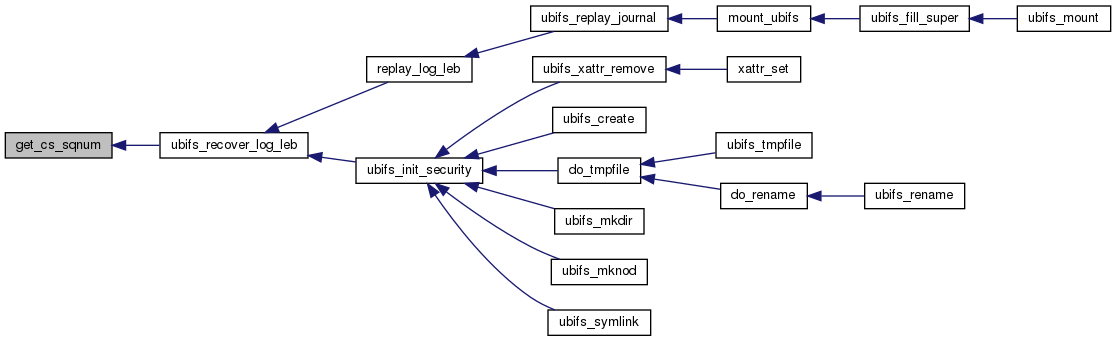 ubifs_replay_journal
mount_ubifs
ubifs_fill_super
ubifs_mount
replay_log_leb
ubifs_xattr_remove
xattr_set
ubifs_create
get_cs_sqnum
ubifs_recover_log_leb
ubifs_tmpfile
ubifs_init_security
do_tmpfile
do_rename
ubifs_rename
ubifs_mkdir
ubifs_mknod
ubifs_symlink